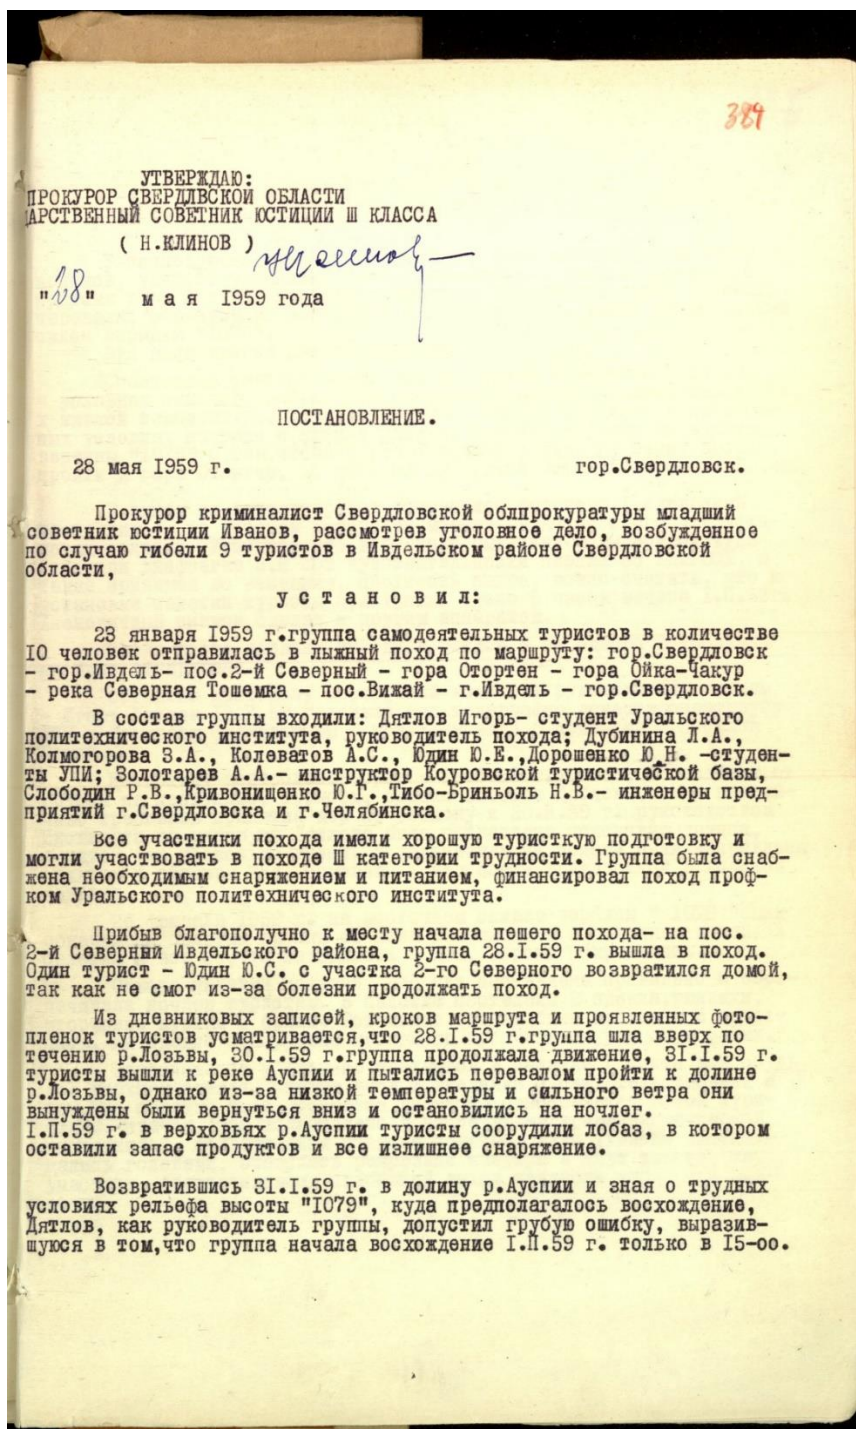 384
УТВЕРЖДАЮ:
ПРОКУРОР СВЕРДЛВСКОЙ ОБЛАСТИ
ДАРСТВЕННЫЙ СОВЕТНИК ЮСТИЦИИ Ш КЛАССА
( Н.КЛИНОВ )
"28" м а я 1959 года
ПОСТАНОВЛЕНИЕ.
28 мая 1959 г. гор.Свердловск.
Прокурор криминалист Свердловской облпрокуратуры младший
советник юстиции Иванов, рассмотрев уголовное дело, возбужденное
по случаю гибели 9 туристов в Ивдельском районе Свердловской
области,
у с т а н о в и л:
23 января 1959 г.группа самодеятельных туристов в количестве
10 человек отправилась в лыжный поход по маршруту: гор.Свердловск
- гор.Ивдель- пос.2-й Северный - гора Отортен - гора Ойка-Чакур
- река Северная Тошемка - пос.Вижай - г.Ивдель - гор.Свердловск.
В состав группы входили: Дятлов Игорь- студент Уральского
политехнического института, руководитель похода; Дубинина Л.А.,
Колмогорова З.А., Колеватов А.С., Юдин Ю.Е.,Дорошенко Ю.Н. -студен-
ты УПИ; Золотарев А.А.- инструктор Коуровской туристической базы,
Слободин Р.В.,Кривонищенко Ю.Г.,Тибо-Бриньоль Н.В.- инженеры пред-
приятий г.Свердловска и г.Челябинска.
Все участники похода имели хорошую туристкую подготовку и
могли участвовать в походе Ш категории трудности. Группа была снаб-
жена необходимым снаряжением и питанием, финансировал поход проф-
ком Уральского политехнического института.
Прибыв благополучно к месту начала пешего похода- на пос.
2-й Северный Ивдельского района, группа 28.I.59 г. вышла в поход.
Один турист - Юдин Ю.С. с участка 2-го Северного возвратился домой,
так как не смог из-за болезни продолжать поход.
Из дневниковых записей, кроков маршрута и проявленных фото-
пленок туристов усматривается,что 28.I.59 г.группа шла вверх по
течению р.Лозьвы, 30.I.59 г.группа продолжала движение, 31.I.59 г.
туристы вышли к реке Ауспии и пытались перевалом пройти к долине
р.Лозьвы, однако из-за низкой температуры и сильного ветра они
вынуждены были вернуться вниз и остановились на ночлег.
I.П.59 г. в верховьях р.Ауспии туристы соорудили лобаз, в котором
оставили запас продуктов и все излишнее снаряжение.
Возвратившись 31.I.59 г. в долину р.Ауспии и зная о трудных
условиях рельефа высоты "1079", куда предполагалось восхождение,
Дятлов, как руководитель группы, допустил грубую ошибку, выразив-
шуюся в том,что группа начала восхождение I.П.59 г. только в 15-оо.